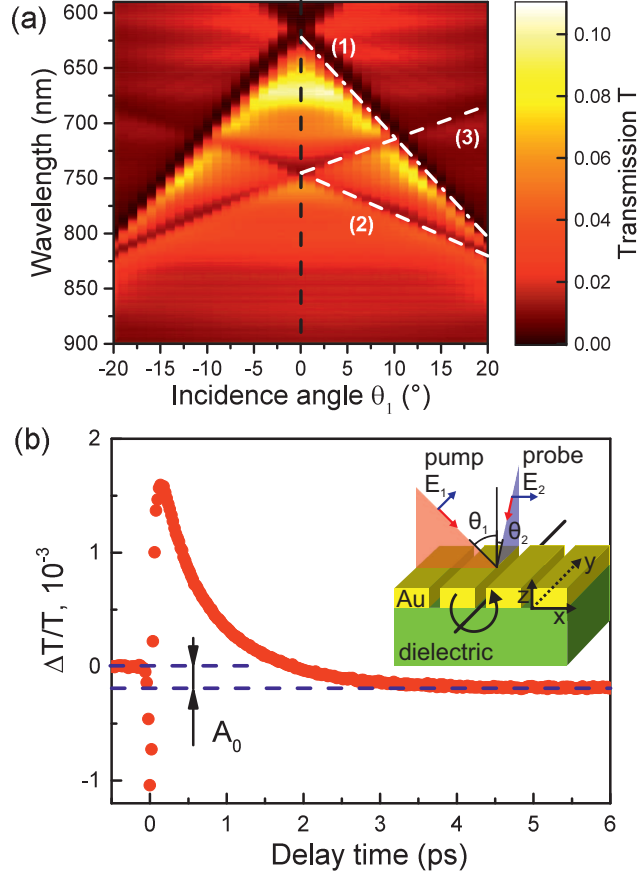 (a)
600
650
700
750
800
850
900
Wavelength (nm)
(1)
(3)
(2)
-20 -15 -10 -5 0 5 10 15 20
Incidence angle θ₁ (°)
0.10
0.08
0.06
0.04
0.02
0.00
Transmission T
(b)
2
1
0
-1
ΔT/T, 10⁻³
A₀
0 1 2 3 4 5 6
Delay time (ps)
pump
probe
E₁
E₂
θ₁
θ₂
Au
z
y
x
dielectric